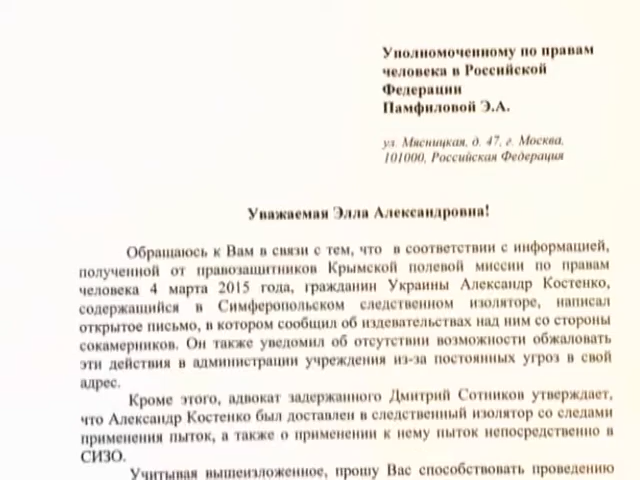 Уполномоченному по правам
человека в Российской
Федерации
Памфиловой Э.А.
ул. Мясницкая, д. 47, г. Москва,
101000, Российская Федерация
Уважаемая Элла Александровна!
Обращаюсь к Вам в связи с тем, что в соответствии с информацией,
полученной от правозащитников Крымской полевой миссии по правам
человека 4 марта 2015 года, гражданин Украины Александр Костенко,
содержащийся в Симферопольском следственном изоляторе, написал
открытое письмо, в котором сообщил об издевательствах над ним со стороны
сокамерников. Он также уведомил об отсутствии возможности обжаловать
эти действия в администрации учреждения из-за постоянных угроз в свой
адрес.
Кроме этого, адвокат задержанного Дмитрий Сотников утверждает,
что Александр Костенко был доставлен в следственный изолятор со следами
применения пыток, а также о применении к нему пыток непосредственно в
СИЗО.
Учитывая вышеизложенное, прошу Вас способствовать проведению